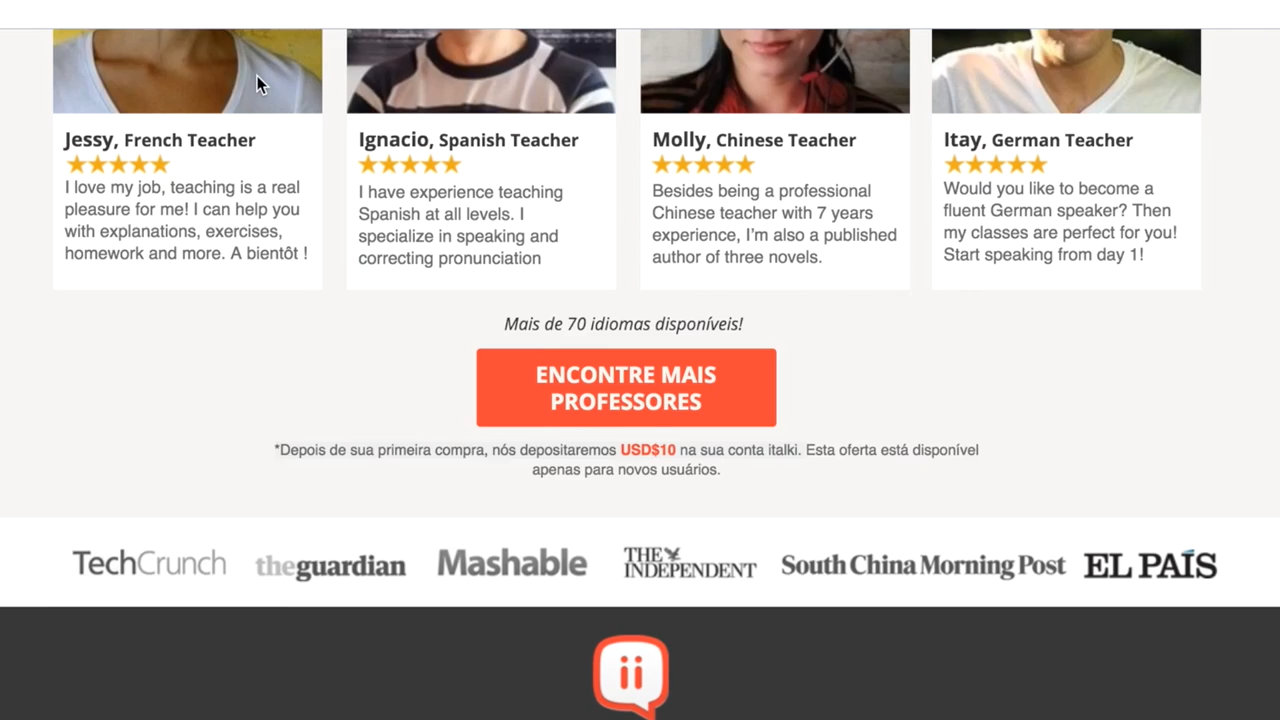 Jessy, French Teacher
I love my job, teaching is a real
pleasure for me! I can help you
with explanations, exercises,
homework and more. A bientôt !
Ignacio, Spanish Teacher
I have experience teaching
Spanish at all levels. I
specialize in speaking and
correcting pronunciation
Molly, Chinese Teacher
Besides being a professional
Chinese teacher with 7 years
experience, I'm also a published
author of three novels.
Itay, German Teacher
Would you like to become a
fluent German speaker? Then
my classes are perfect for you!
Start speaking from day 1!
Mais de 70 idiomas disponíveis!
ENCONTRE MAIS
PROFESSORES
*Depois de sua primeira compra, nós depositaremos USD$10 na sua conta italki. Esta oferta está disponível
apenas para novos usuários.
TechCrunch
theguardian
Mashable
THE
INDEPENDENT
South China Morning Post
EL PAÍS
ii